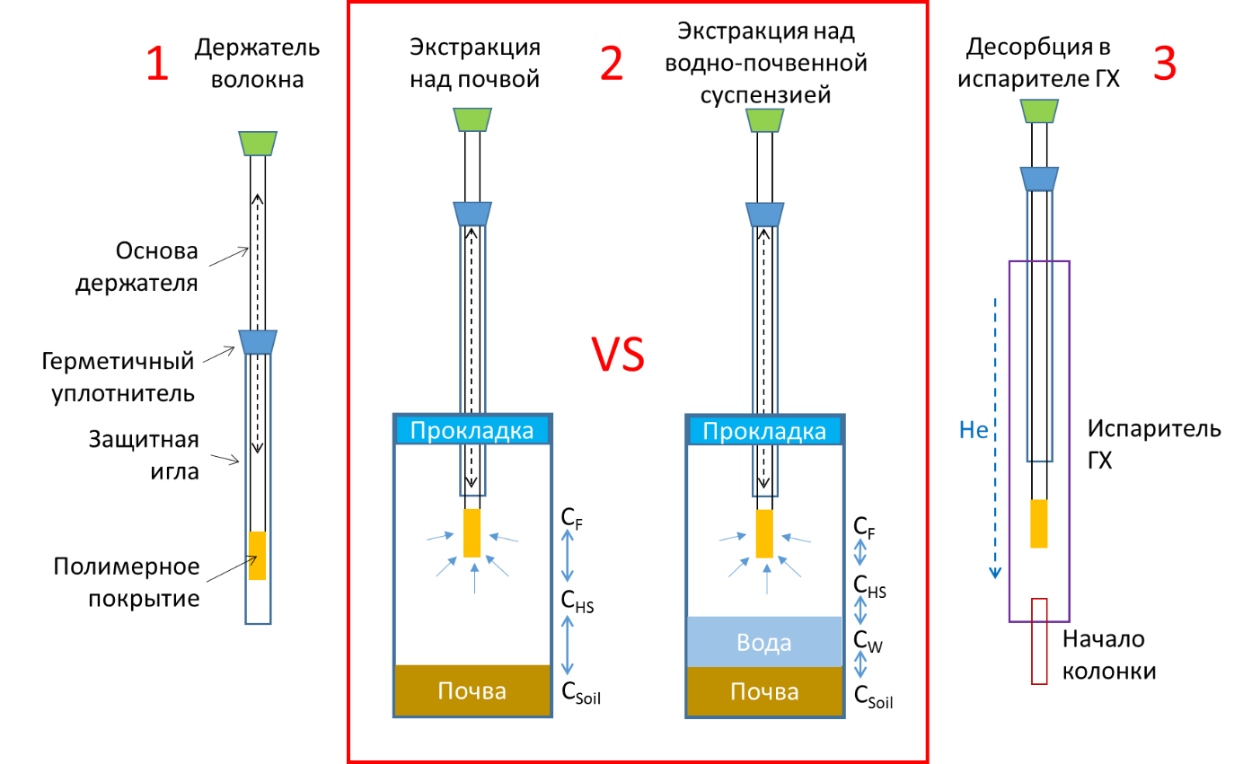 1
Держатель
волокна
Основа
держателя
Герметичный
уплотнитель
Защитная
игла
Полимерное
покрытие
Экстракция
над почвой
2
Экстракция над
водно-почвенной
суспензией
VS
Прокладка
C_F
C_HS
Почва
C_Soil
Прокладка
C_F
C_HS
Вода
C_W
Почва
C_Soil
Десорбция в
испарителе ГХ
3
He
Испаритель
ГХ
Начало
колонки